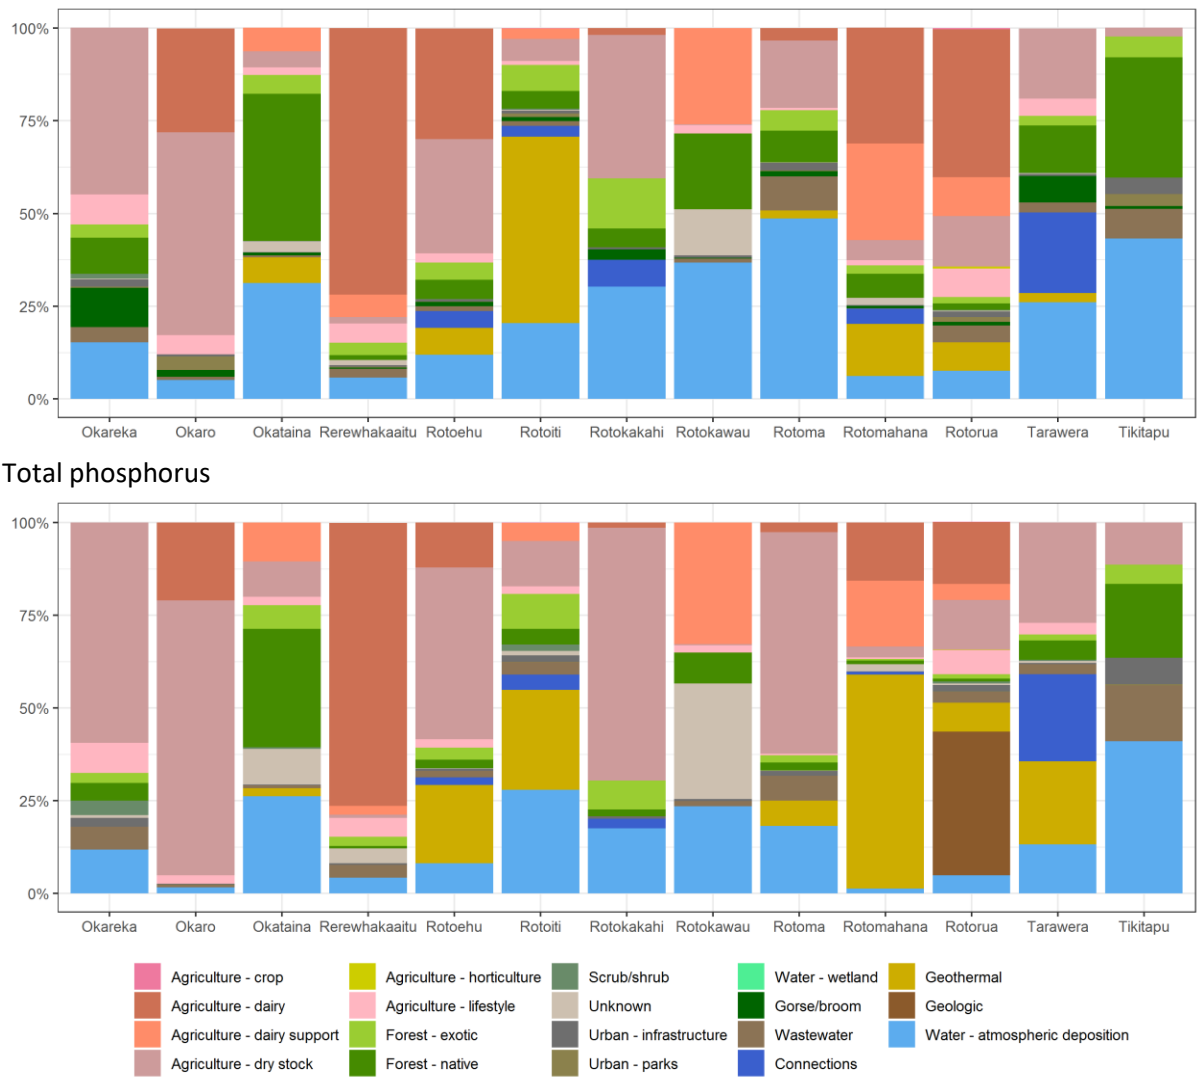 100%
75%
50%
25%
0%
Okareka Okaro Okataina Rerewhakaaitu Rotoehu Rotoiti Rotokakahi Rotokawau Rotoma Rotomahana Rotorua Tarawera Tikitapu
Total phosphorus
100%
75%
50%
25%
0%
Okareka Okaro Okataina Rerewhakaaitu Rotoehu Rotoiti Rotokakahi Rotokawau Rotoma Rotomahana Rotorua Tarawera Tikitapu
Agriculture - crop Agriculture - horticulture Scrub/shrub Water - wetland Geothermal
Agriculture - dairy Agriculture - lifestyle Unknown Gorse/broom Geologic
Agriculture - dairy support Forest - exotic Urban - infrastructure Wastewater Water - atmospheric deposition
Agriculture - dry stock Forest - native Urban - parks Connections